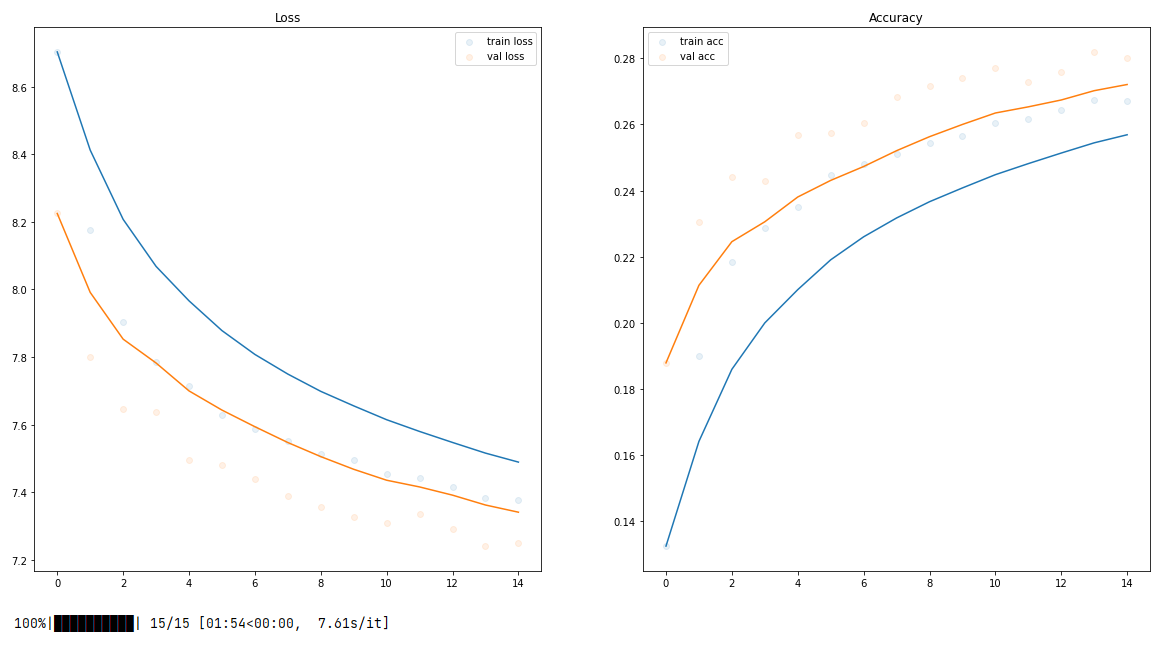 Loss
train loss
val loss
8.6
8.4
8.2
8.0
7.8
7.6
7.4
7.2
0 2 4 6 8 10 12 14
Accuracy
train acc
val acc
0.28
0.26
0.24
0.22
0.20
0.18
0.16
0.14
0 2 4 6 8 10 12 14
100%|██████████| 15/15 [01:54<00:00,  7.61s/it]